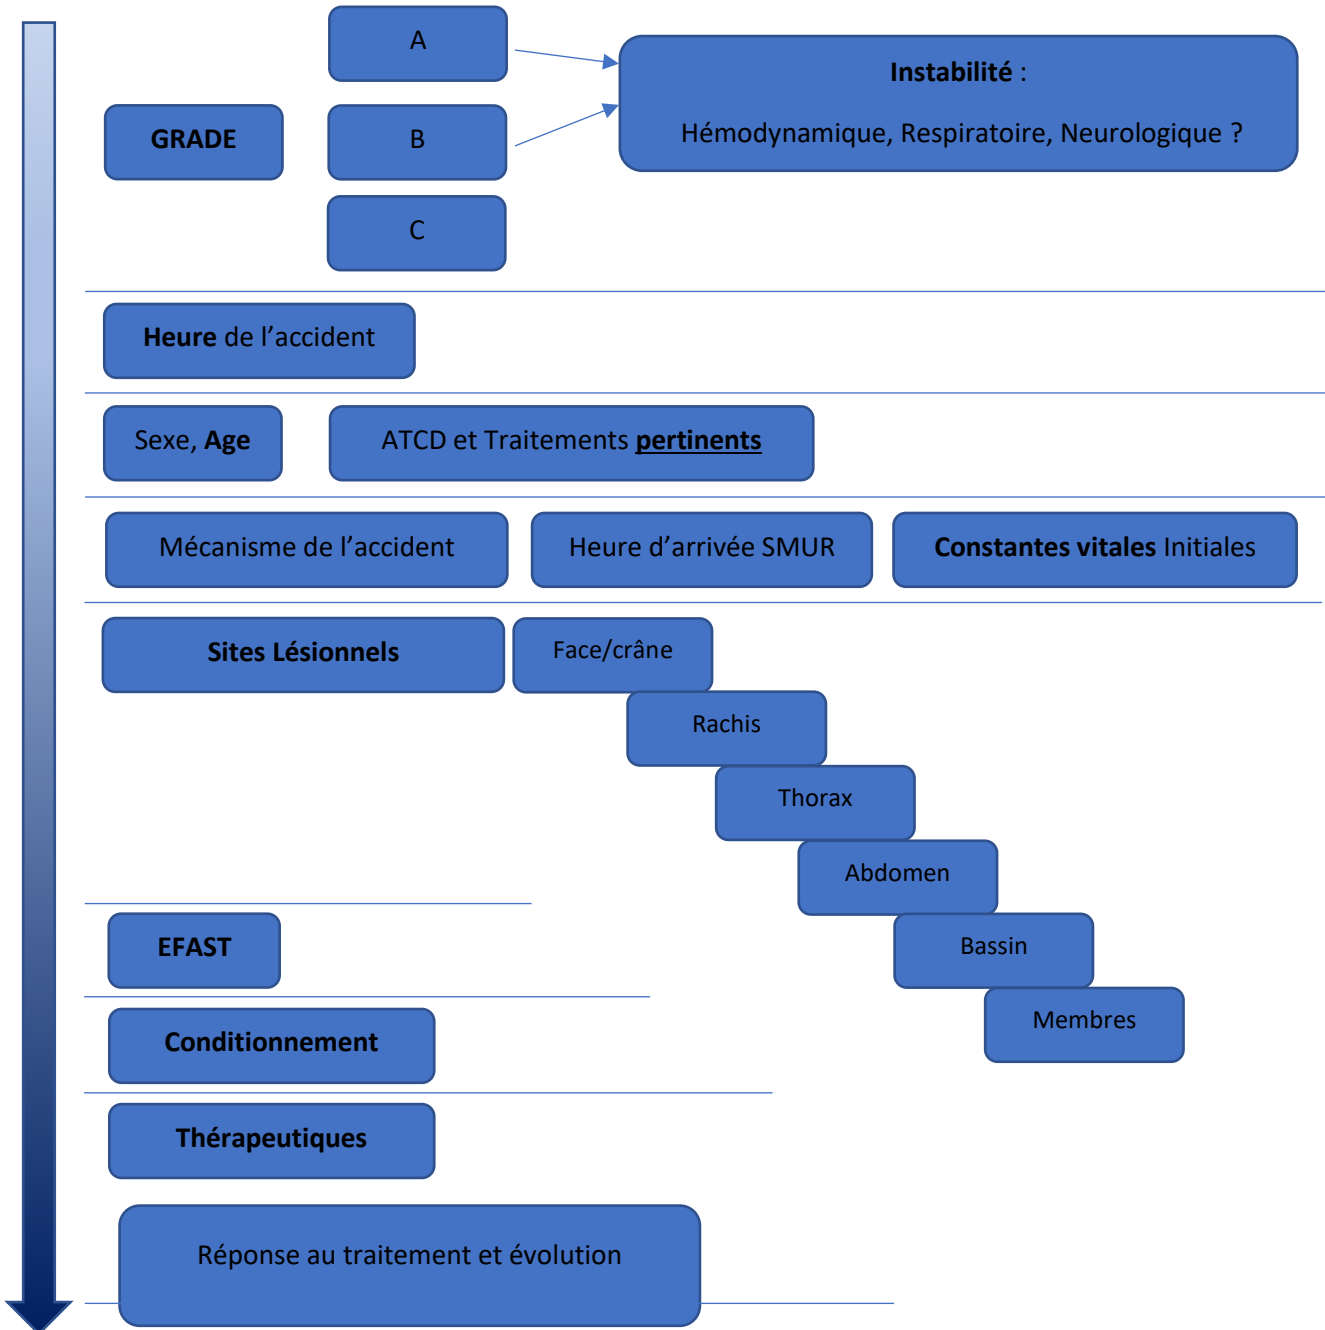 A
Instabilité :
Hémodynamique, Respiratoire, Neurologique ?
GRADE
B
C
Heure de l’accident
Sexe, Age
ATCD et Traitements pertinents
Mécanisme de l’accident
Heure d’arrivée SMUR
Constantes vitales Initiales
Sites Lésionnels
Face/crâne
Rachis
Thorax
Abdomen
Bassin
Membres
EFAST
Conditionnement
Thérapeutiques
Réponse au traitement et évolution